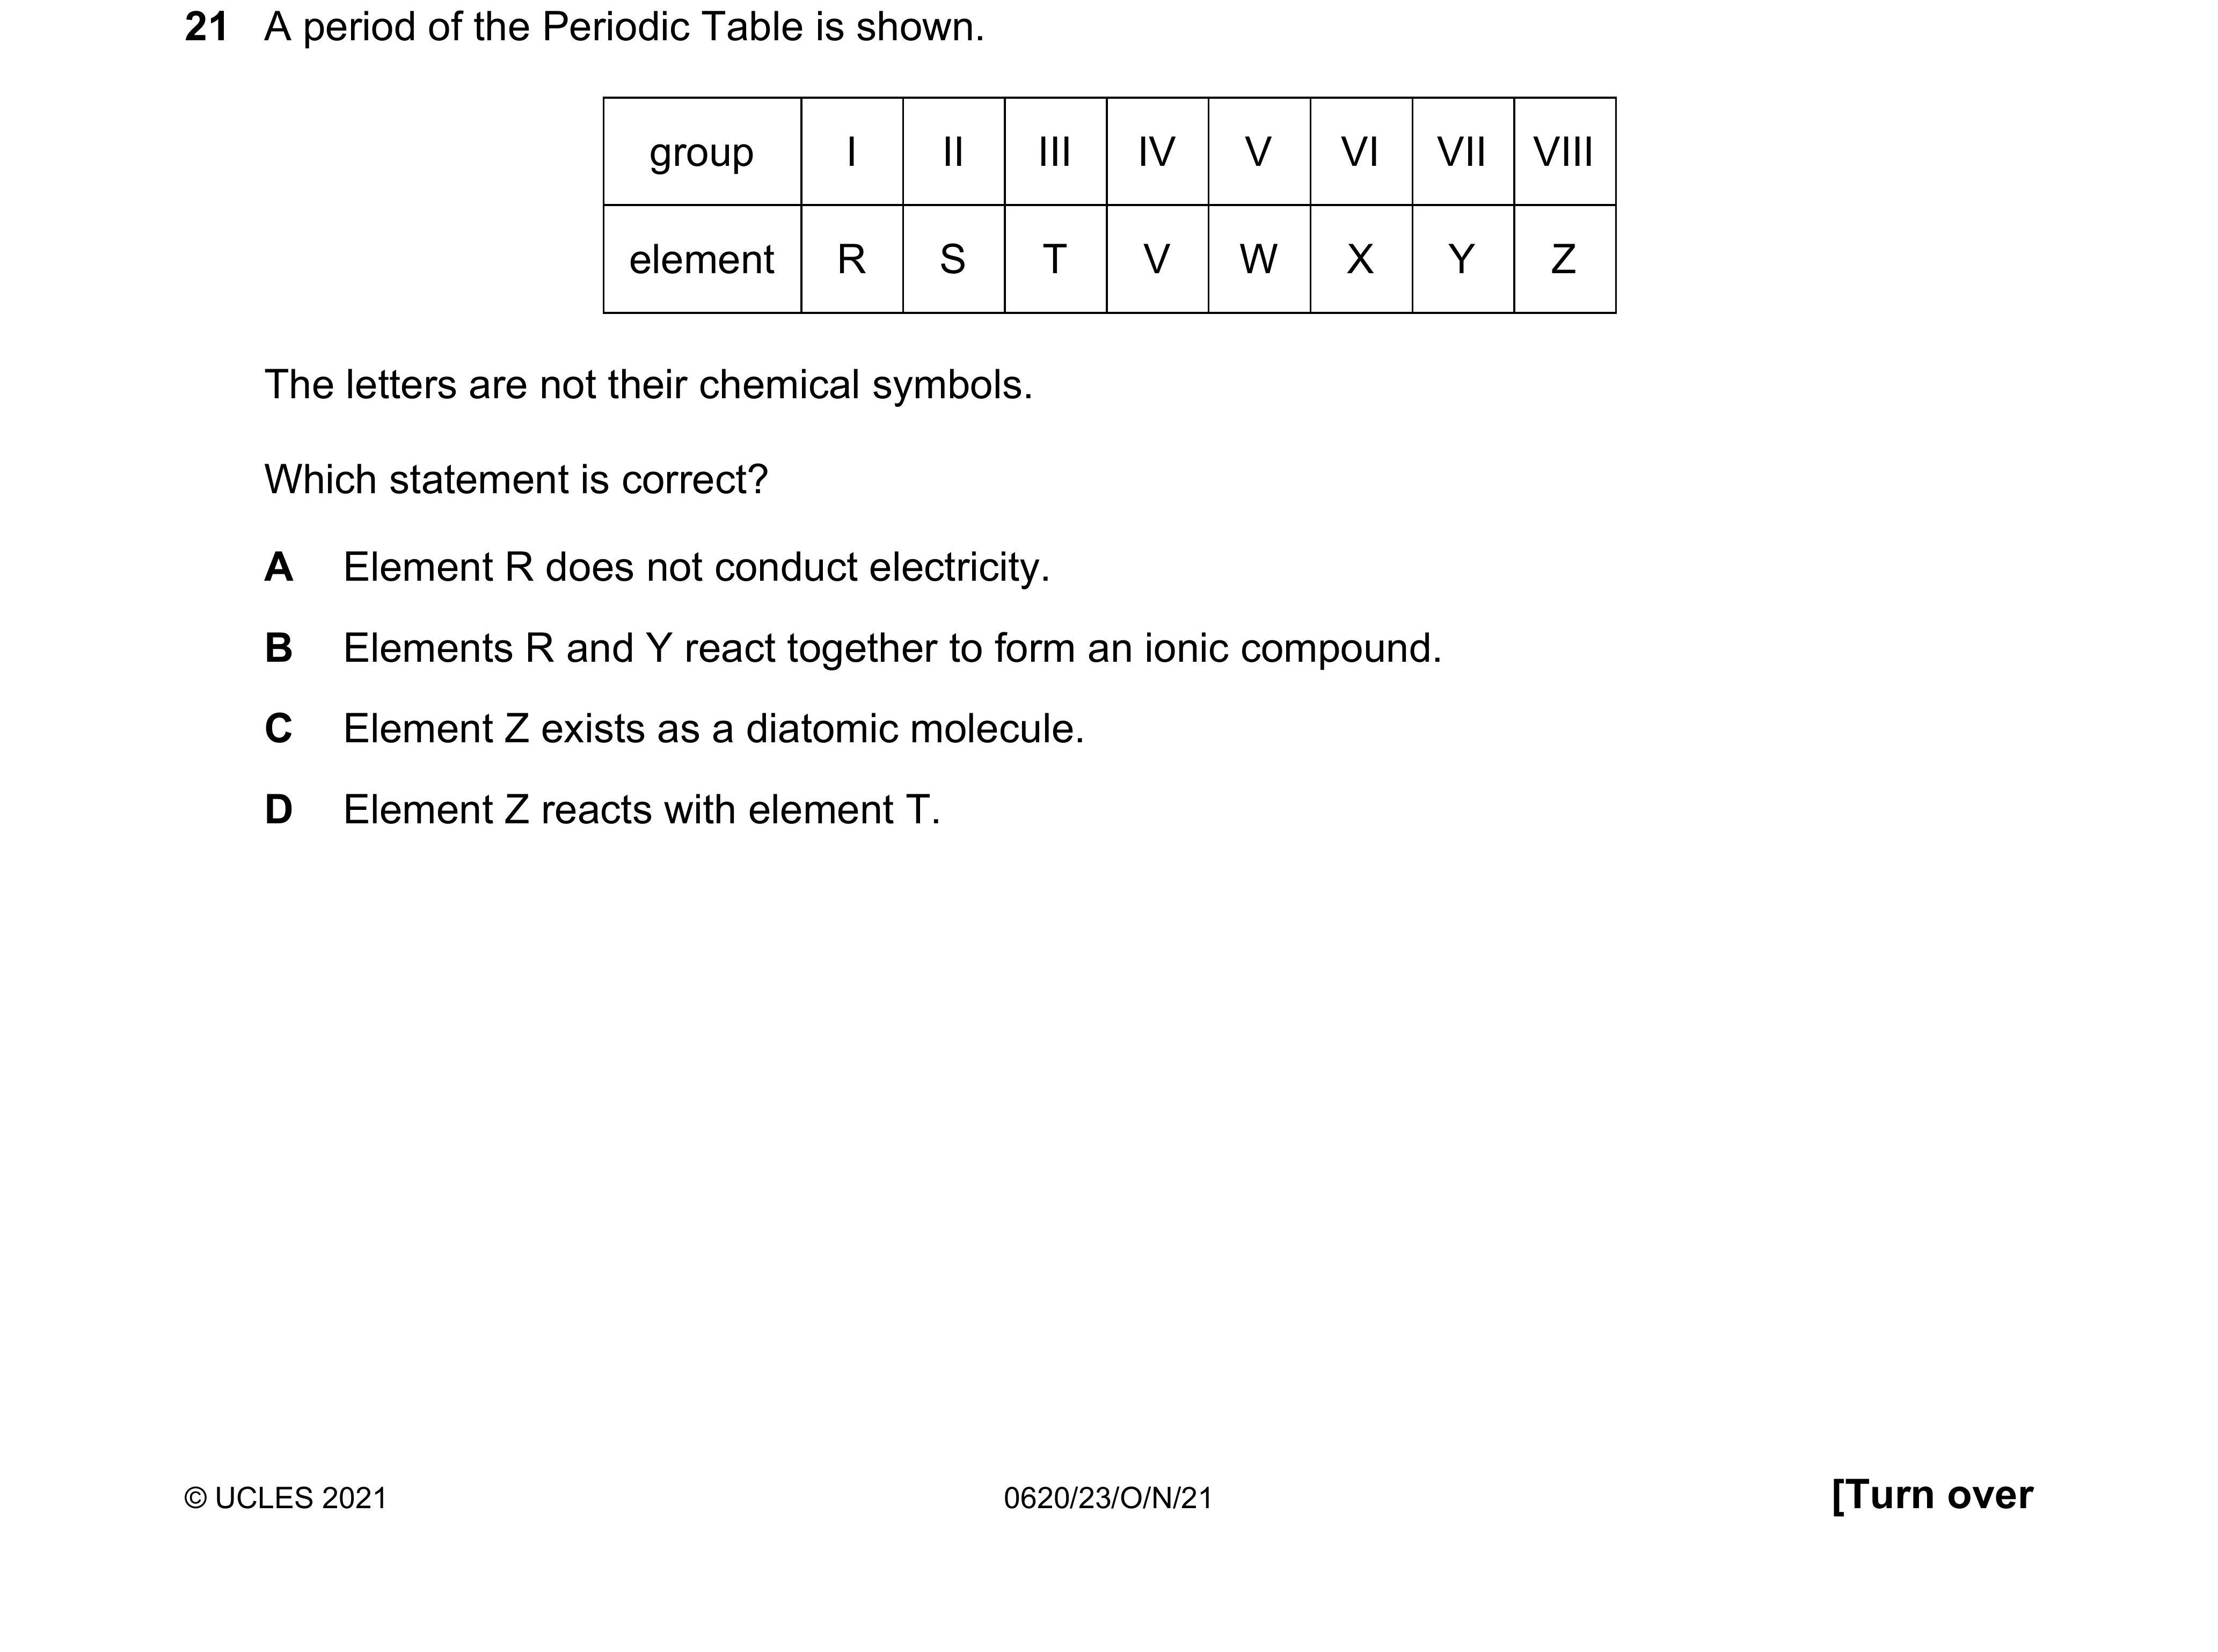 21 A period of the Periodic Table is shown.
group I II III IV V VI VII VIII
element R S T V W X Y Z
The letters are not their chemical symbols.
Which statement is correct?
A Element R does not conduct electricity.
B Elements R and Y react together to form an ionic compound.
C Element Z exists as a diatomic molecule.
D Element Z reacts with element T.
© UCLES 2021 0620/23/O/N/21 [Turn over